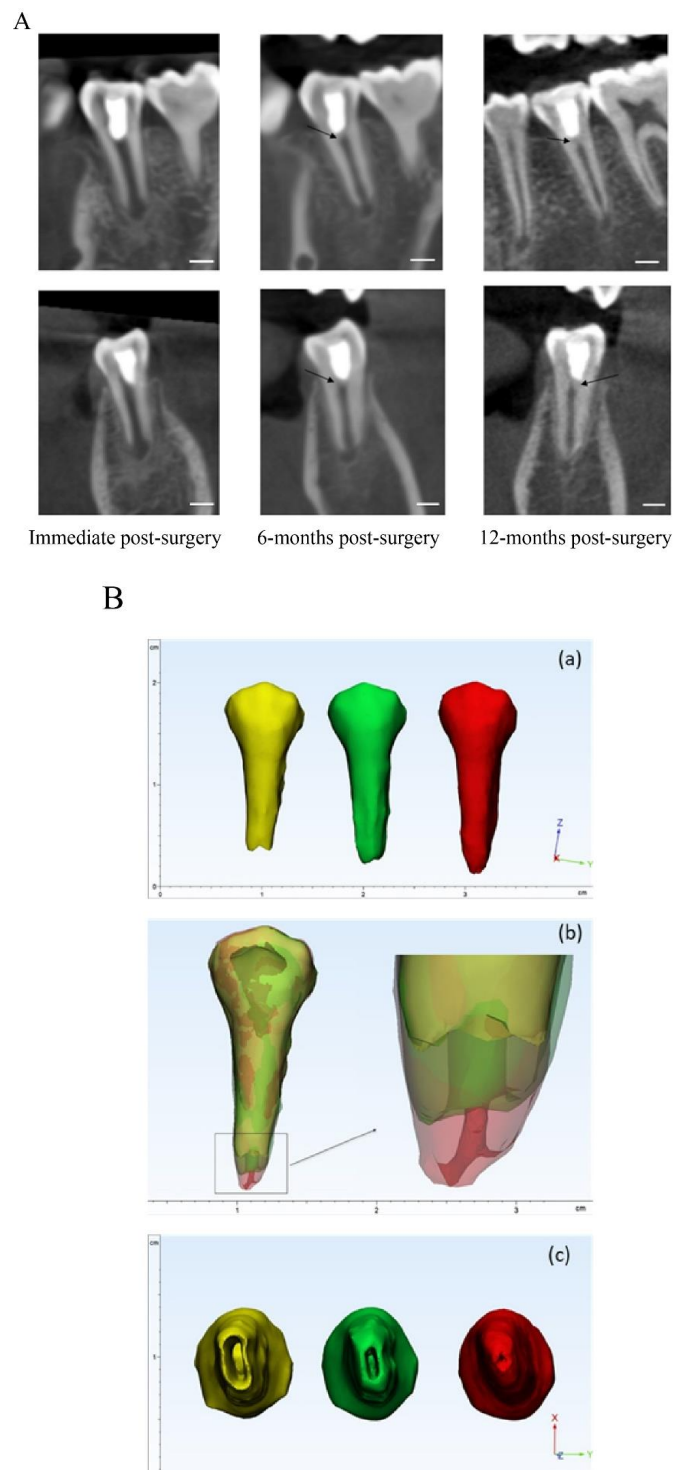 A
Immediate post-surgery 6-months post-surgery 12-months post-surgery
B
cm
(a)
2
1
Z
X
Y
0
0 1 2 3 cm
(b)
1 2 3 cm
cm
(c)
1
X
Z
Y